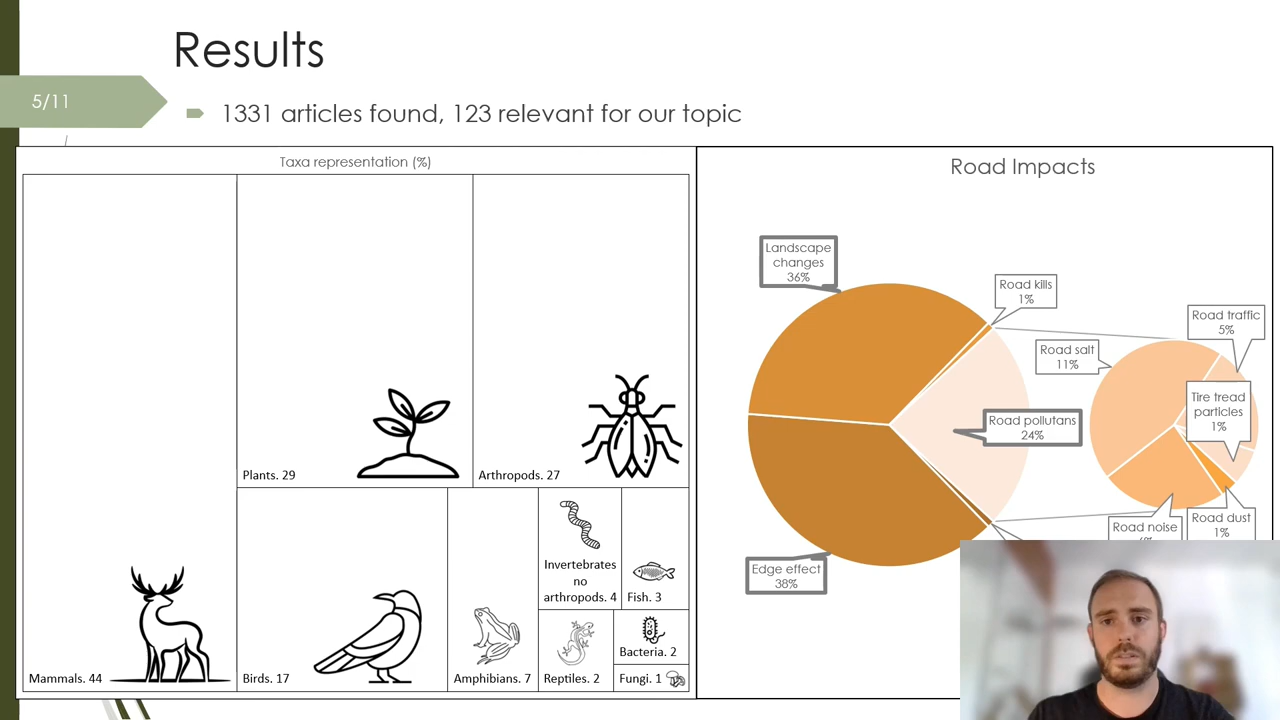 Results
5/11
1331 articles found, 123 relevant for our topic
Taxa representation (%)
Mammals. 44
Plants. 29
Arthropods. 27
Birds. 17
Amphibians. 7
Invertebrates
no
arthropods. 4
Fish. 3
Reptiles. 2
Bacteria. 2
Fungi. 1
Road Impacts
Landscape
changes
36%
Road kills
1%
Road traffic
5%
Road salt
11%
Tire tread
particles
1%
Road pollutans
24%
Road noise
Road dust
1%
Edge effect
38%